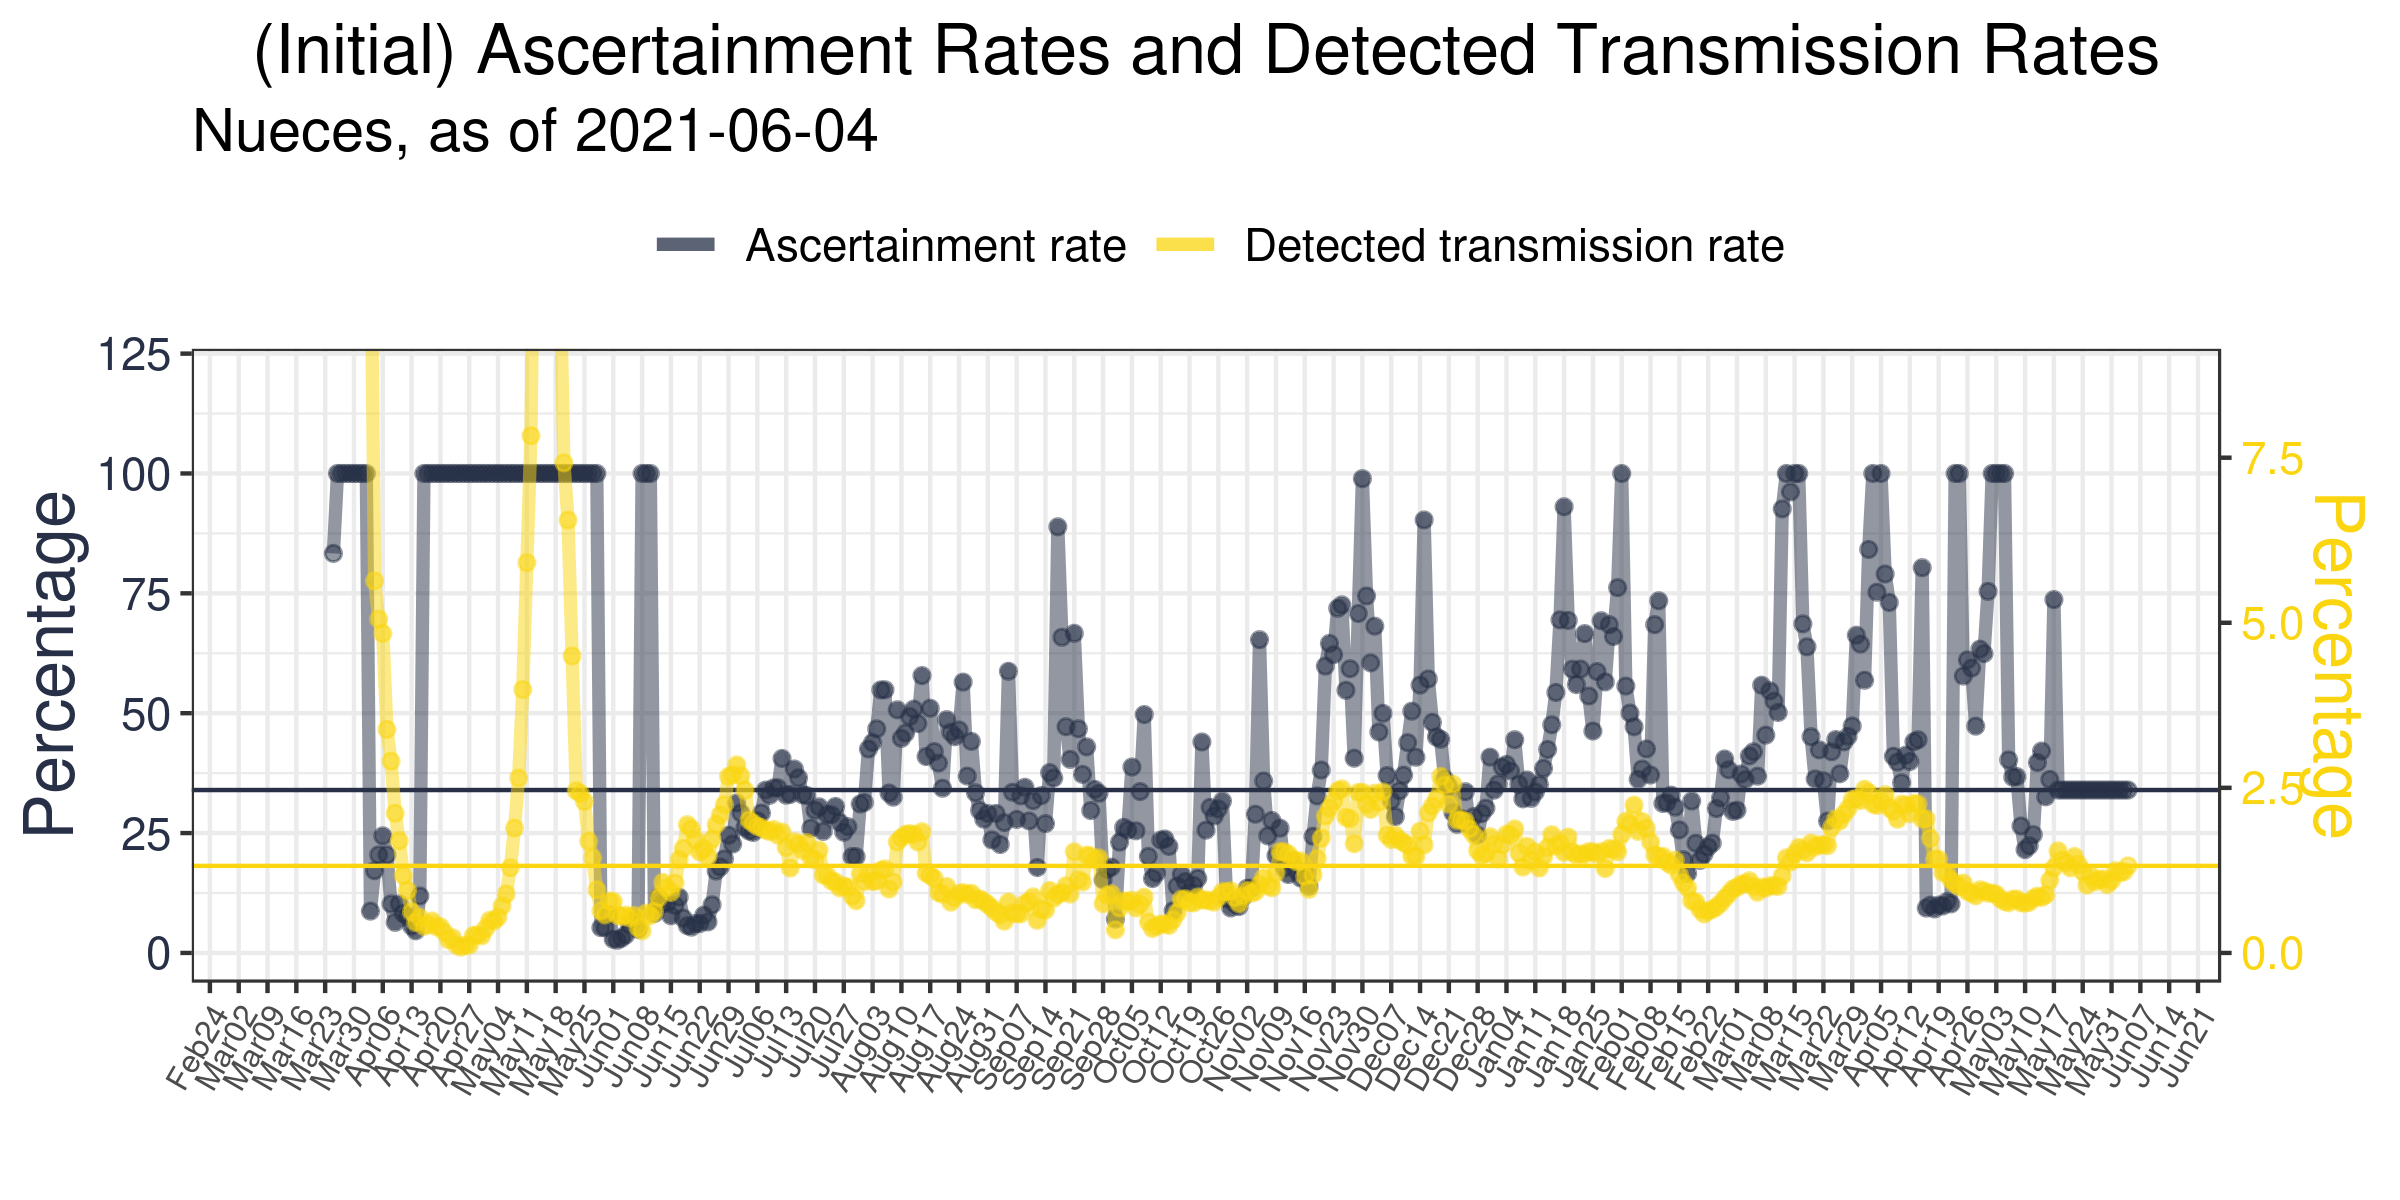 (Initial) Ascertainment Rates and Detected Transmission Rates
Nueces, as of 2021-06-04
Ascertainment rate
Detected transmission rate
Percentage
125
100
75
50
25
0
7.5
5.0
2.5
0.0
Percentage
Feb24
Mar02
Mar09
Mar16
Mar23
Mar30
Apr06
Apr13
Apr20
Apr27
May04
May11
May18
May25
Jun01
Jun08
Jun15
Jun22
Jun29
Jul06
Jul13
Jul20
Jul27
Aug03
Aug10
Aug17
Aug24
Aug31
Sep07
Sep14
Sep21
Sep28
Oct05
Oct12
Oct19
Oct26
Nov02
Nov09
Nov16
Nov23
Nov30
Dec07
Dec14
Dec21
Dec28
Jan04
Jan11
Jan18
Jan25
Feb01
Feb08
Feb15
Feb22
Mar01
Mar08
Mar15
Mar22
Mar29
Apr05
Apr12
Apr19
Apr26
May03
May10
May17
May24
May31
Jun07
Jun14
Jun21